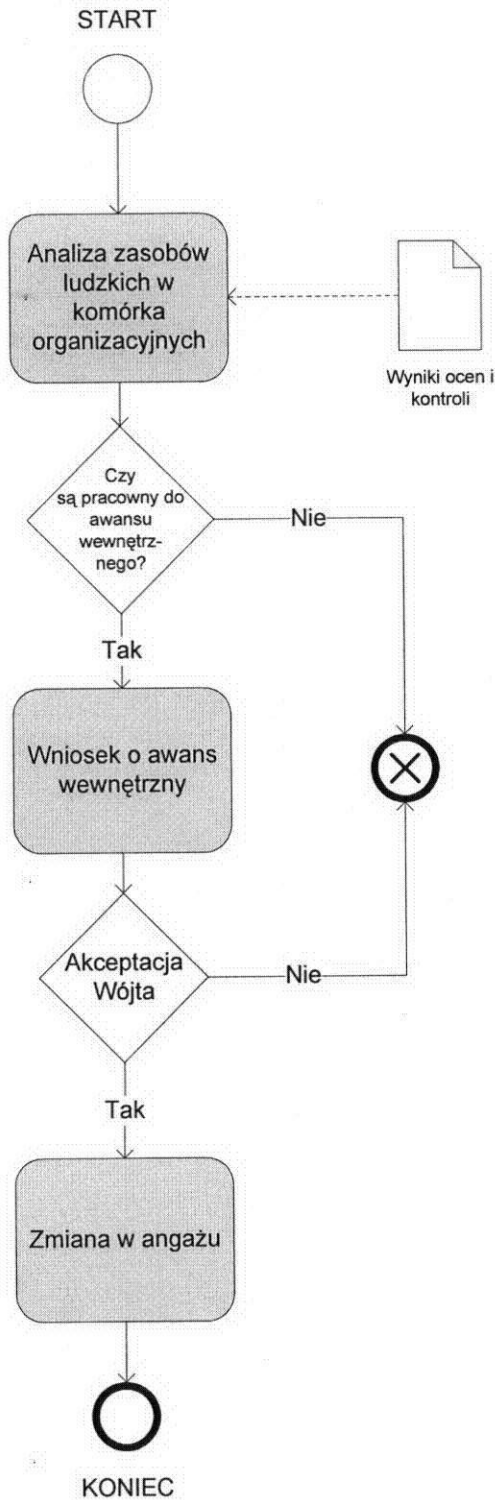 START
Analiza zasobów
ludzkich w
komórka
organizacyjnych
Wyniki ocen i
kontroli
Czy
są pracowny do
awansu
wewnętrz-
nego?
Nie
Tak
Wniosek o awans
wewnętrzny
Akceptacja
Wójta
Nie
Tak
Zmiana w angażu
KONIEC